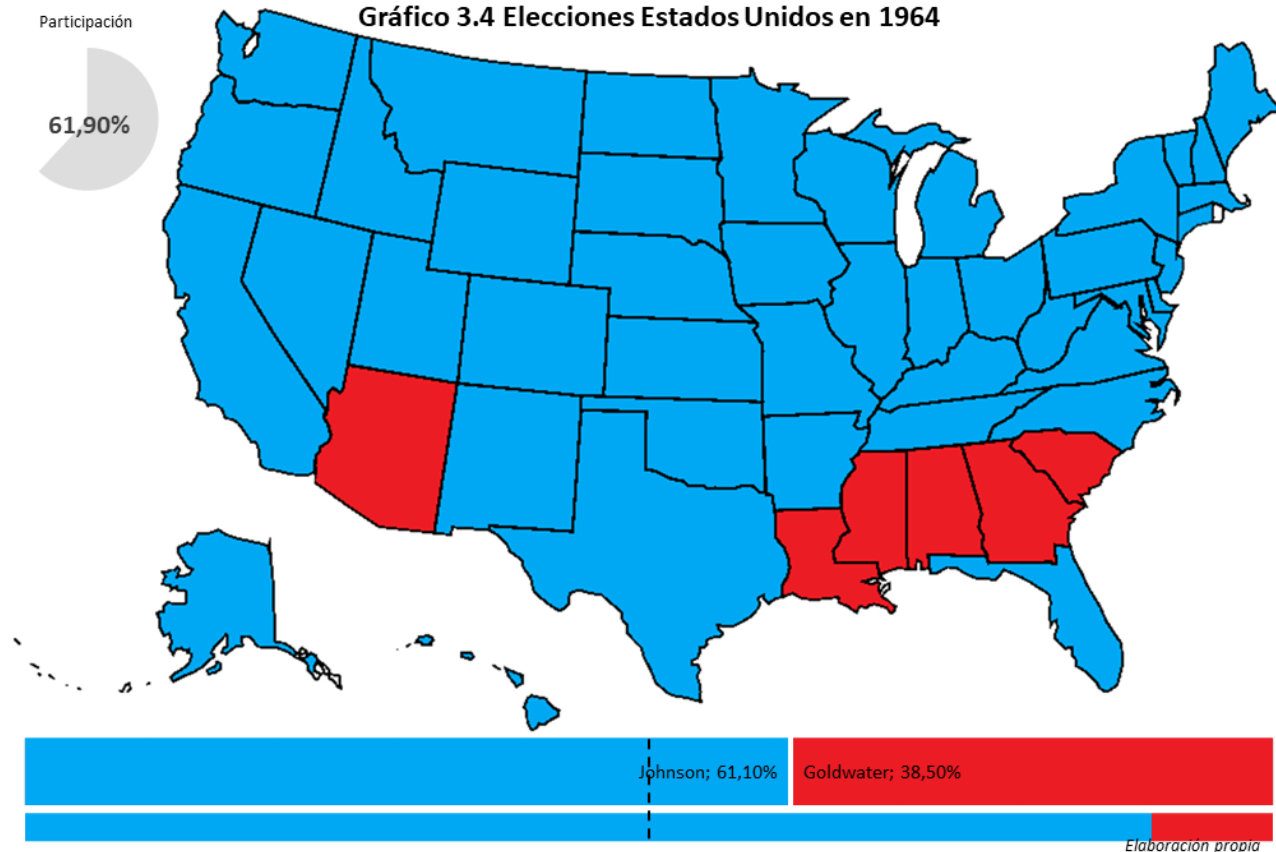 Gráfico 3.4 Elecciones Estados Unidos en 1964
Participación
61,90%
Johnson; 61,10%
Goldwater; 38,50%
Elaboración propia